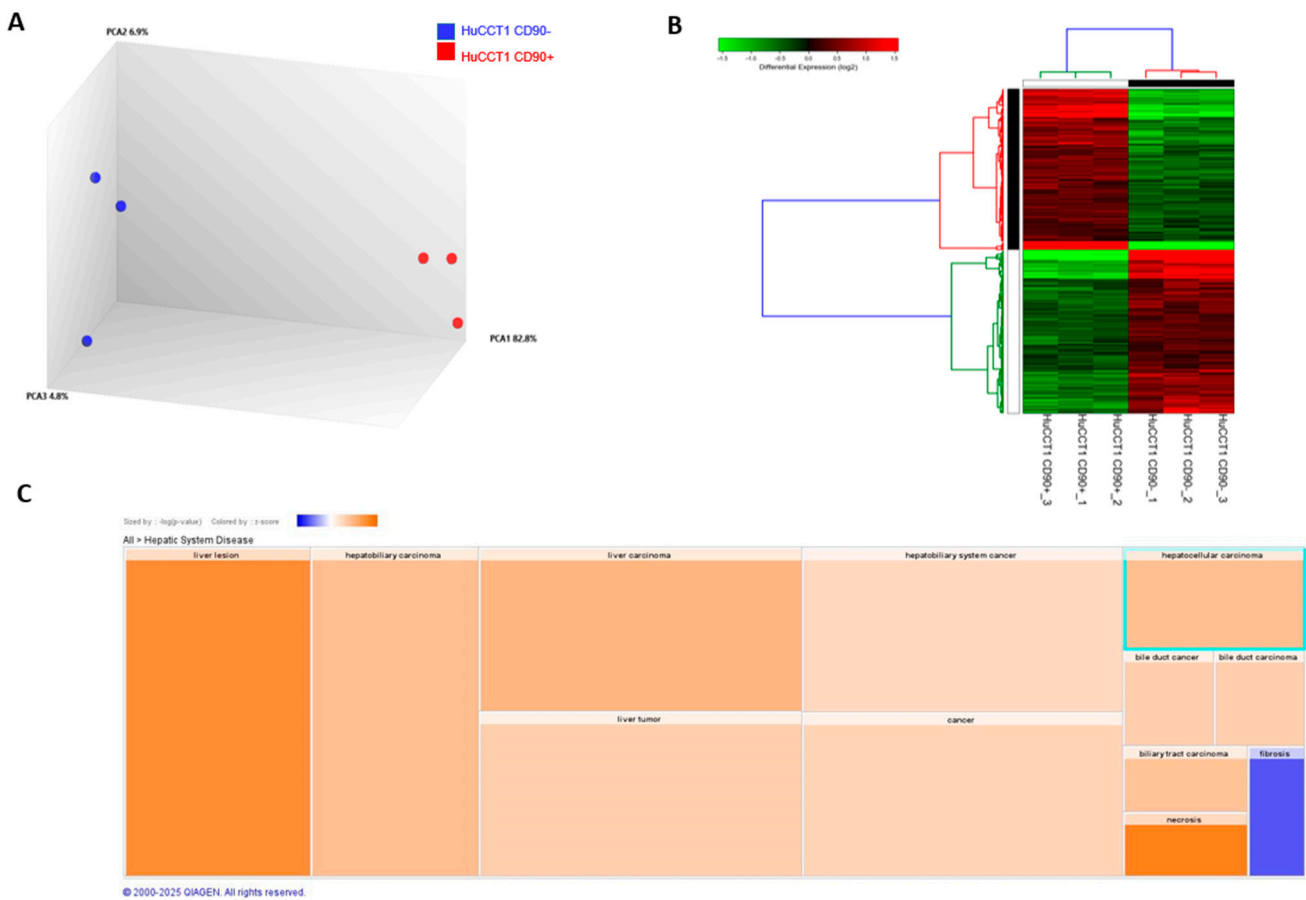 A
PCA2 6.9%
HuCCT1 CD90-
HuCCT1 CD90+
PCA1 82.8%
PCA3 4.8%
B
-1.5 -1.0 -0.5 0.0 0.5 1.0 1.5
Differential Expression (log2)
HuCCT1 CD90+_3
HuCCT1 CD90+_1
HuCCT1 CD90+_2
HuCCT1 CD90-_1
HuCCT1 CD90-_2
HuCCT1 CD90-_3
C
Sized by : -log(p-value) Colored by : z-score
All > Hepatic System Disease
liver lesion
hepatobiliary carcinoma
liver carcinoma
hepatobiliary system cancer
hepatocellular carcinoma
bile duct cancer
bile duct carcinoma
liver tumor
cancer
biliary tract carcinoma
fibrosis
necrosis
© 2000-2025 QIAGEN. All rights reserved.